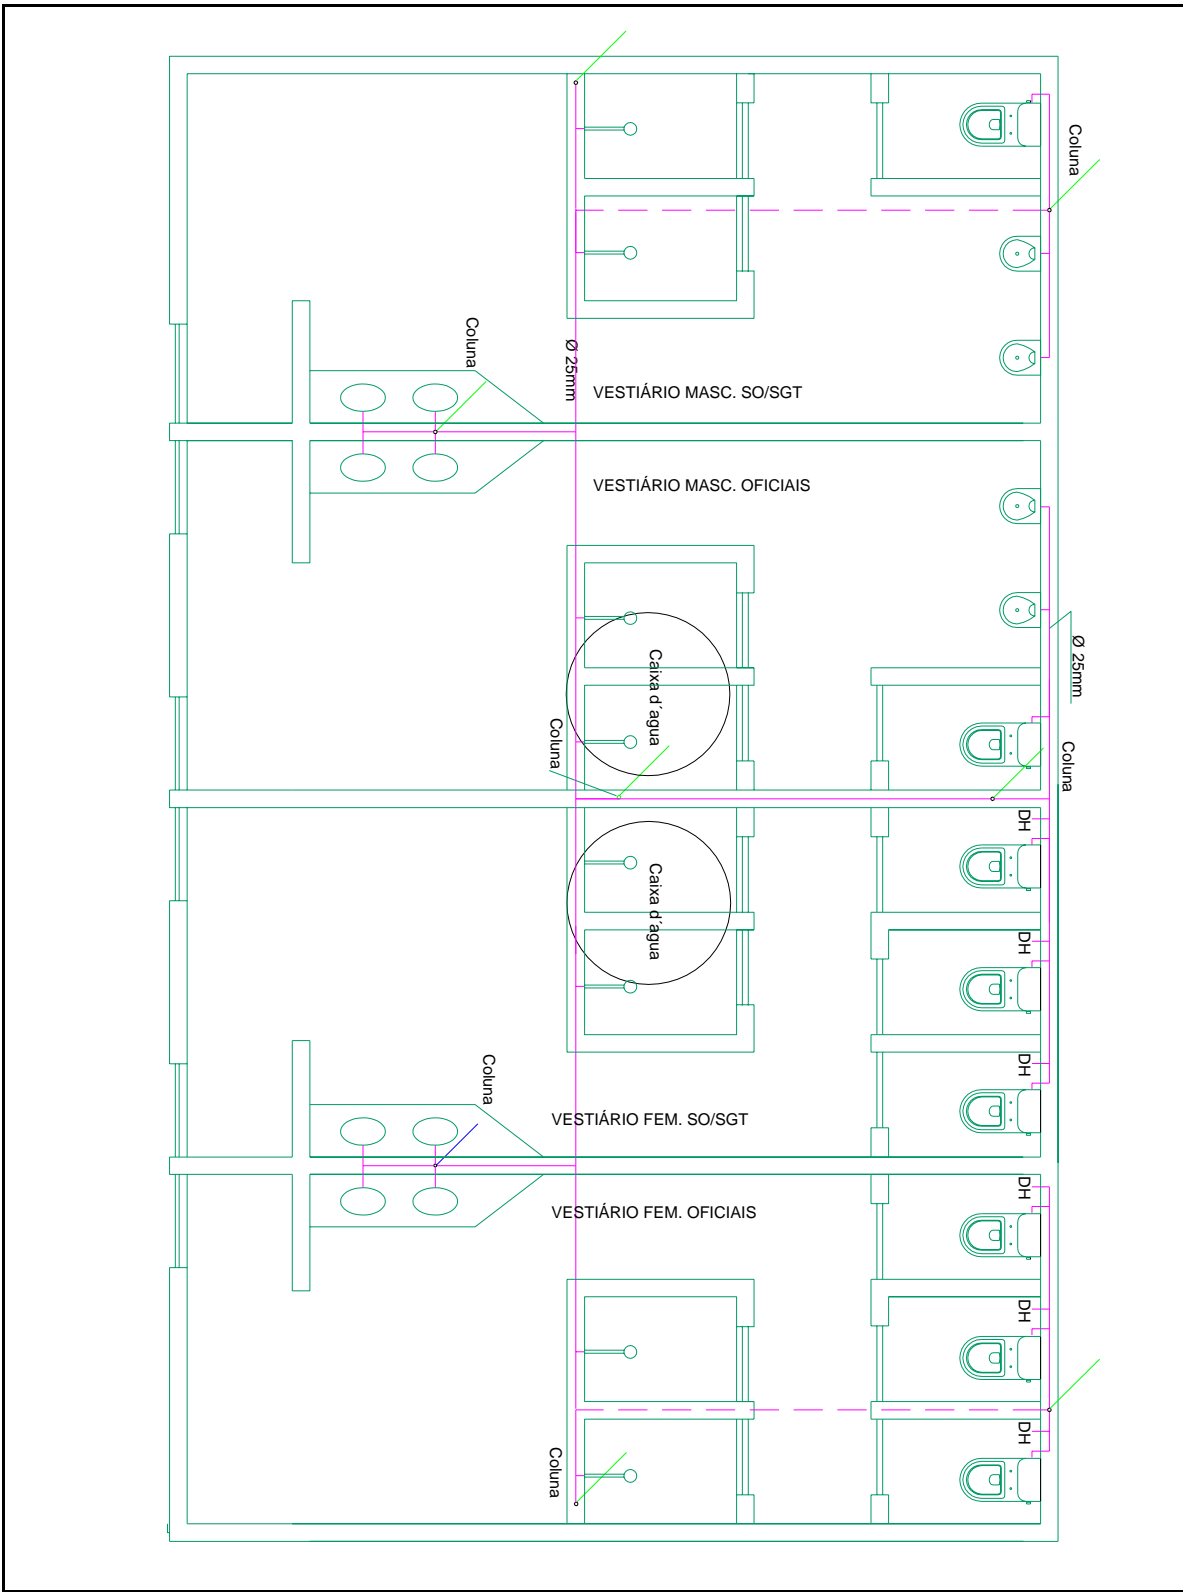 Coluna
Coluna
Ø 25mm
VESTIÁRIO MASC. SO/SGT
VESTIÁRIO MASC. OFICIAIS
Ø 25mm
Caixa d´agua
Coluna
Coluna
DH
Caixa d´agua
DH
DH
Coluna
VESTIÁRIO FEM. SO/SGT
DH
VESTIÁRIO FEM. OFICIAIS
DH
DH
Coluna